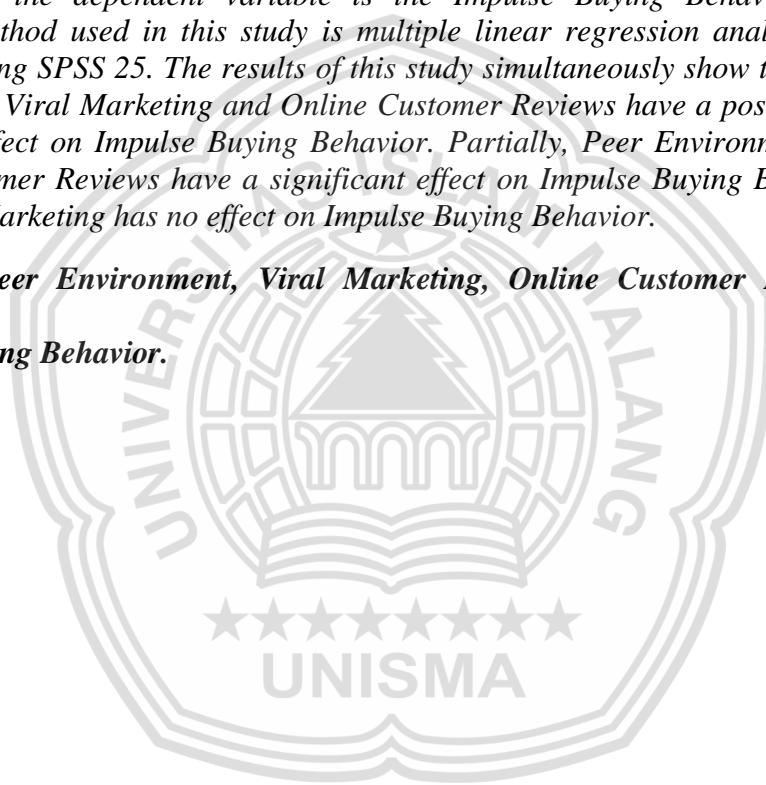 the dependent variable is the Impulse Buying Behav
thod used in this study is multiple linear regression anal
ng SPSS 25. The results of this study simultaneously show t
Viral Marketing and Online Customer Reviews have a pos
fect on Impulse Buying Behavior. Partially, Peer Environm
mer Reviews have a significant effect on Impulse Buying B
arketing has no effect on Impulse Buying Behavior.
eer Environment, Viral Marketing, Online Customer
ng Behavior.
UNIVERSITAS ISLAM MALANG
UNISMA